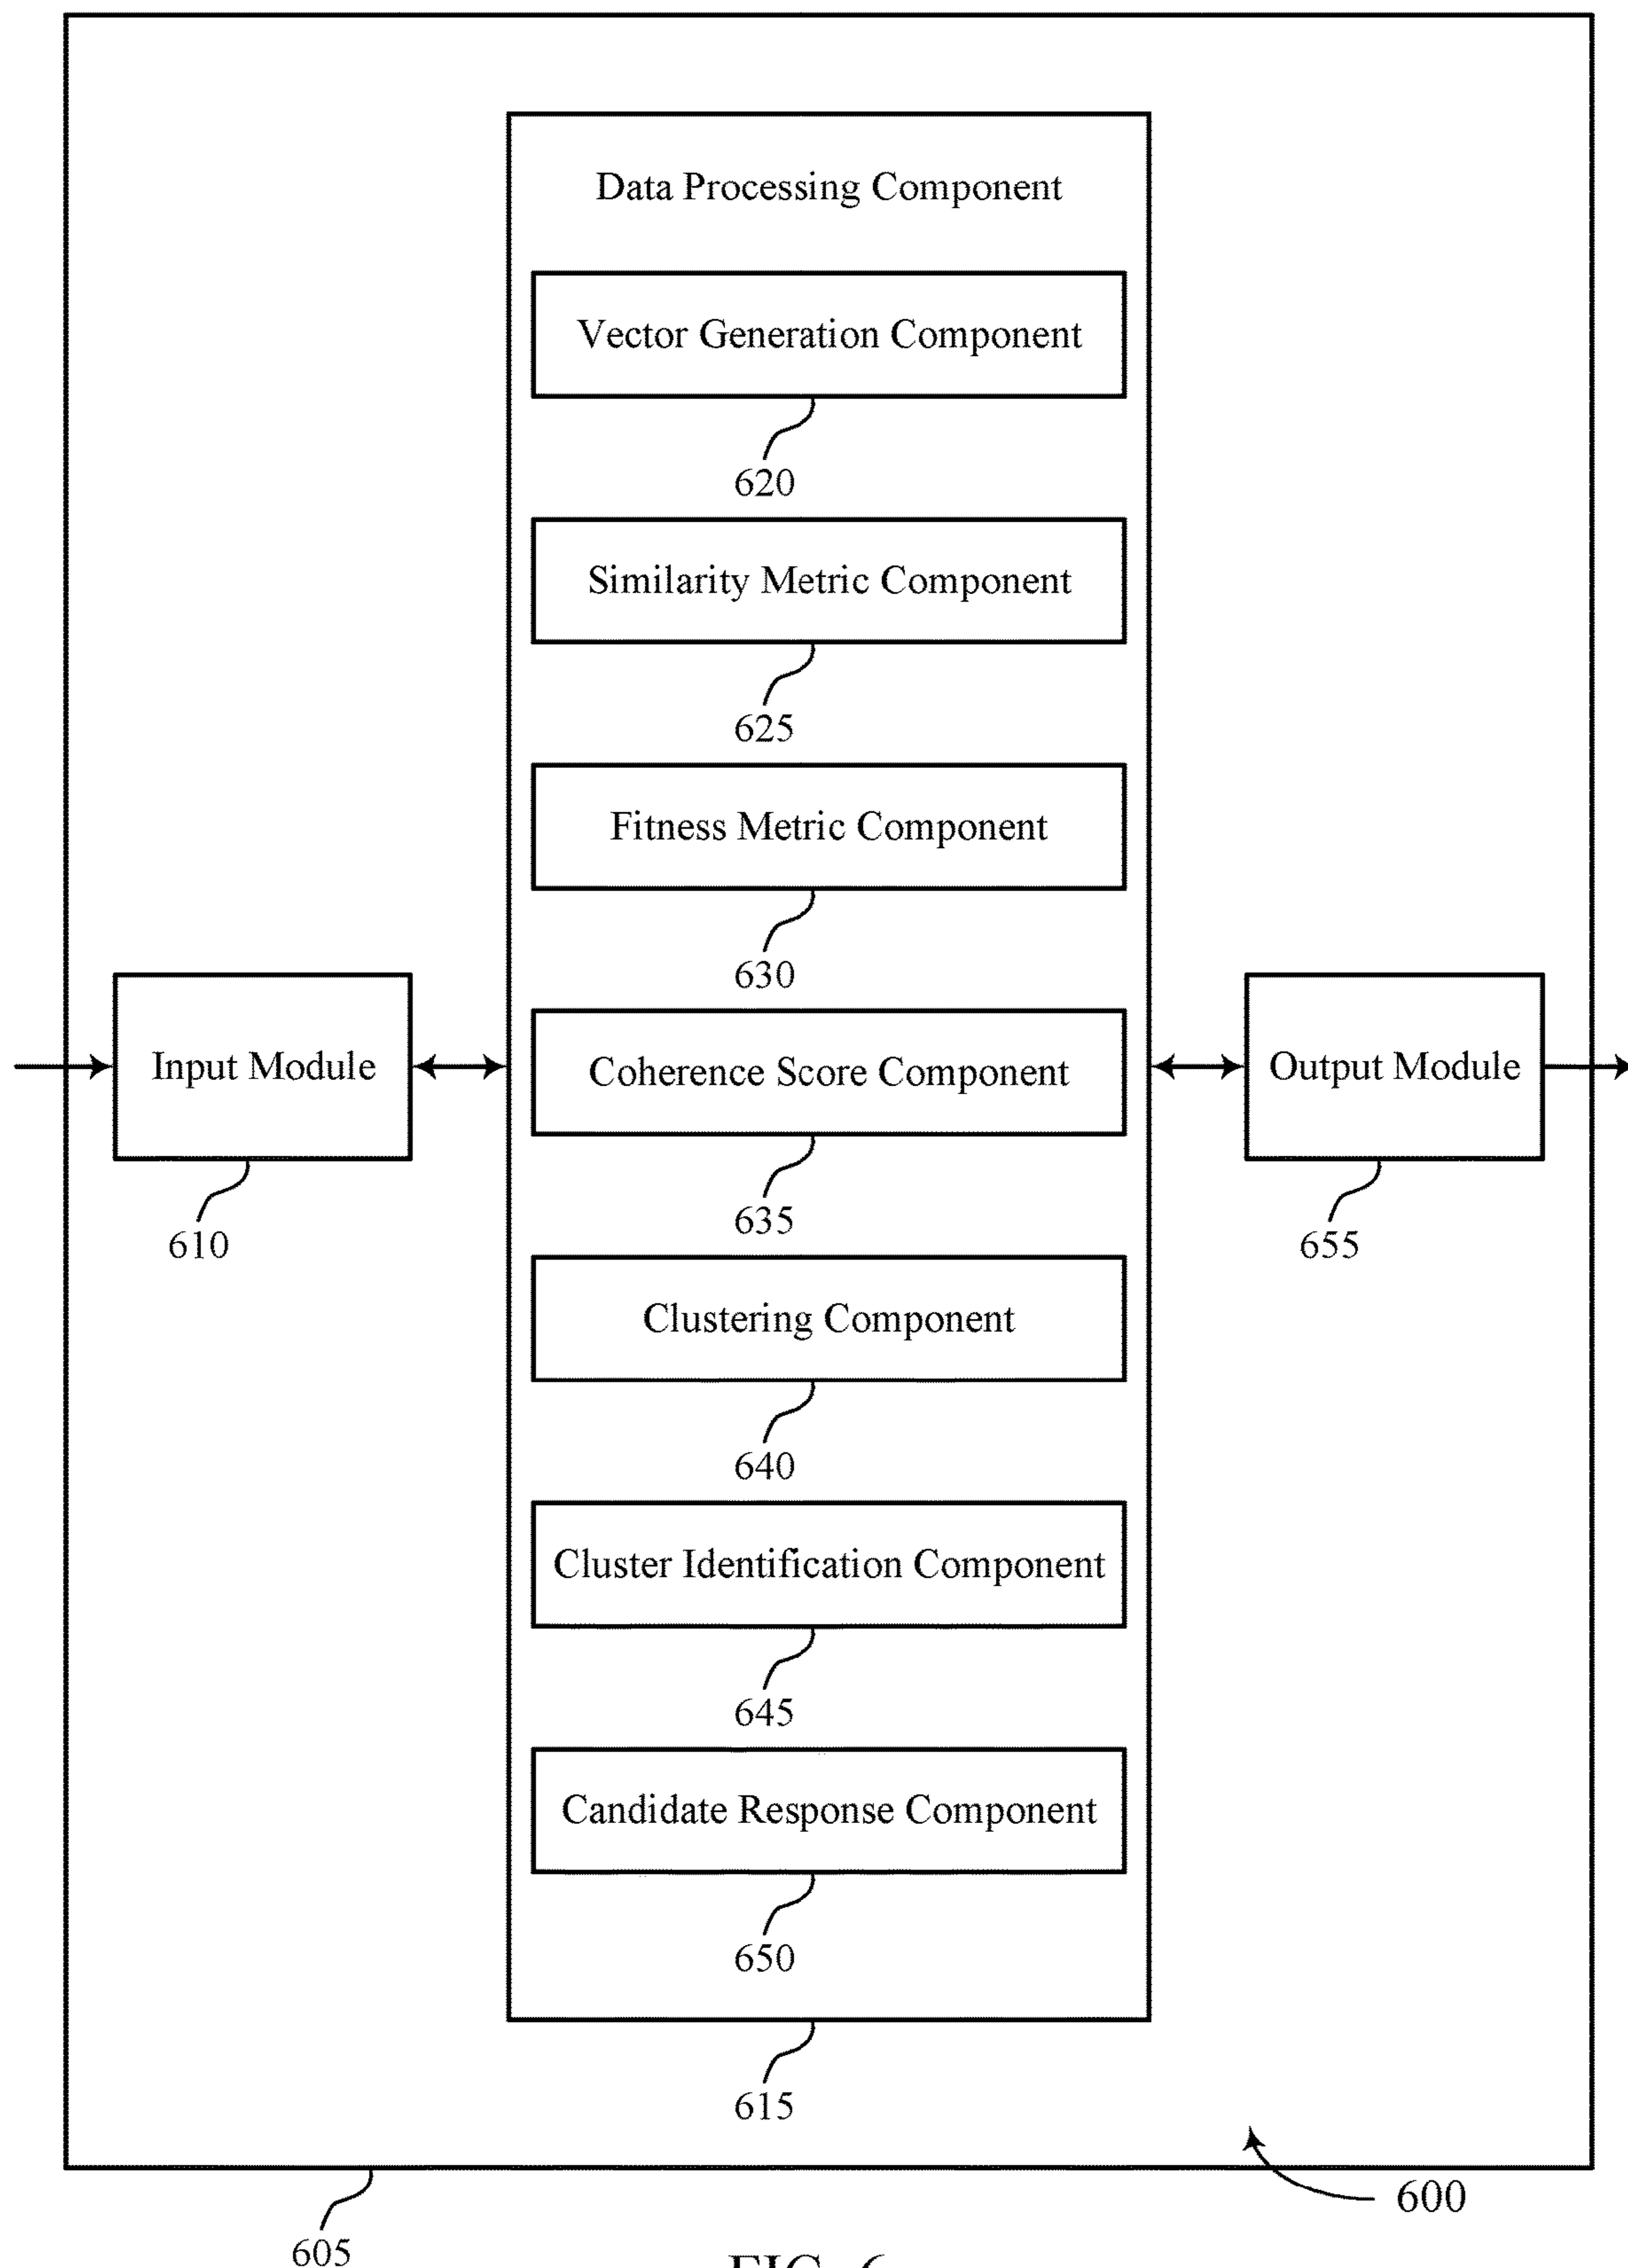 Data Processing Component
Vector Generation Component
620
Similarity Metric Component
625
Fitness Metric Component
630
Input Module
610
Coherence Score Component
635
Output Module
655
Clustering Component
640
Cluster Identification Component
645
Candidate Response Component
650
615
600
605
FIG. 6